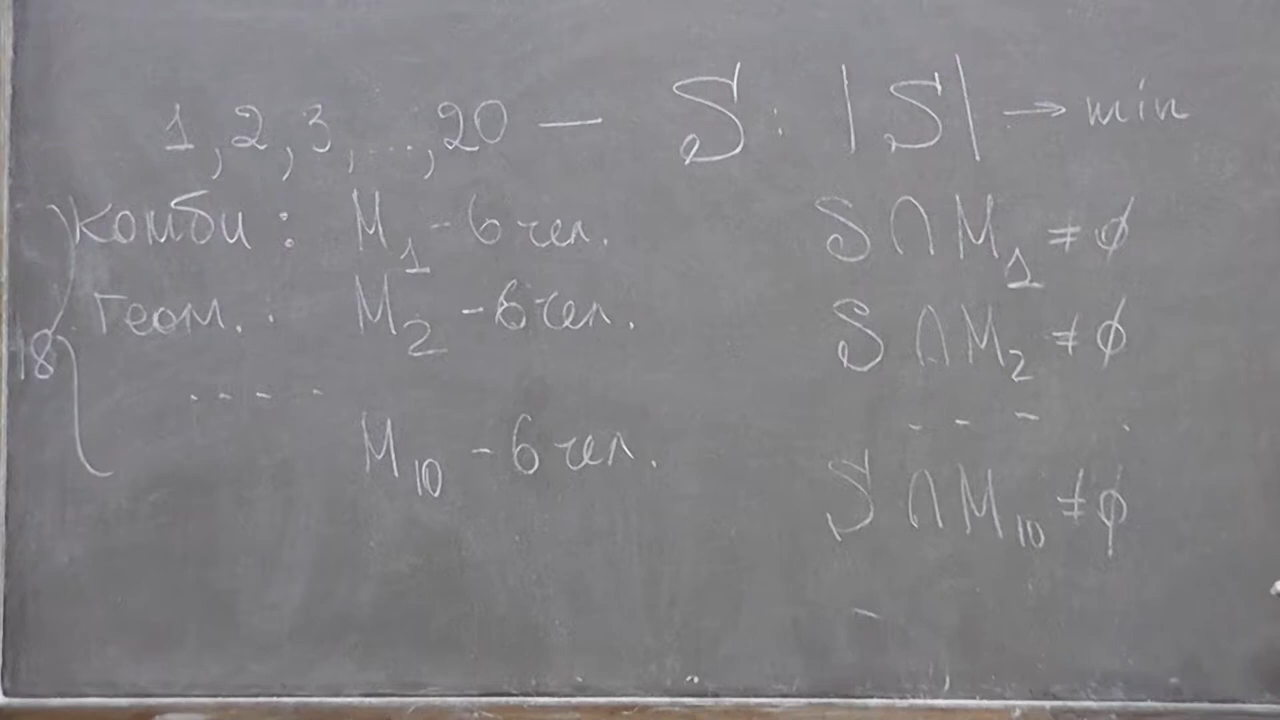 1, 2, 3, ..., 20 — S: |S| → min
Комби: M₁ - 6 чел. S ∩ M₁ ≠ ∅
Геом.: M₂ - 6 чел. S ∩ M₂ ≠ ∅
18
- - - - - - - .
M₁₀ - 6 чел. S ∩ M₁₀ ≠ ∅